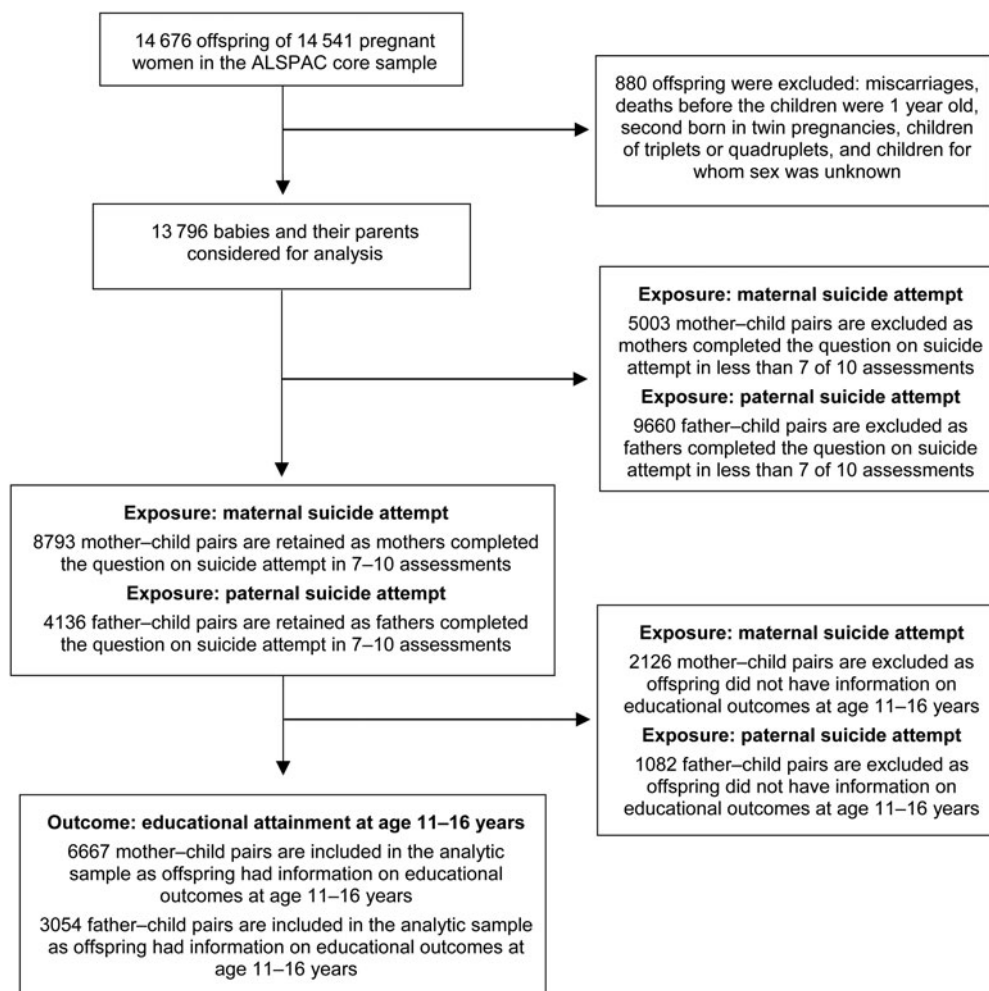 14 676 offspring of 14 541 pregnant
women in the ALSPAC core sample
880 offspring were excluded: miscarriages,
deaths before the children were 1 year old,
second born in twin pregnancies, children
of triplets or quadruplets, and children for
whom sex was unknown
13 796 babies and their parents
considered for analysis
Exposure: maternal suicide attempt
5003 mother–child pairs are excluded as
mothers completed the question on suicide
attempt in less than 7 of 10 assessments
Exposure: paternal suicide attempt
9660 father–child pairs are excluded as
fathers completed the question on suicide
attempt in less than 7 of 10 assessments
Exposure: maternal suicide attempt
8793 mother–child pairs are retained as mothers completed
the question on suicide attempt in 7–10 assessments
Exposure: paternal suicide attempt
4136 father–child pairs are retained as fathers completed
the question on suicide attempt in 7–10 assessments
Exposure: maternal suicide attempt
2126 mother–child pairs are excluded as
offspring did not have information on
educational outcomes at age 11–16 years
Exposure: paternal suicide attempt
1082 father–child pairs are excluded as
offspring did not have information on
educational outcomes at age 11–16 years
Outcome: educational attainment at age 11–16 years
6667 mother–child pairs are included in the analytic
sample as offspring had information on educational
outcomes at age 11–16 years
3054 father–child pairs are included in the analytic sample
as offspring had information on educational outcomes at
age 11–16 years